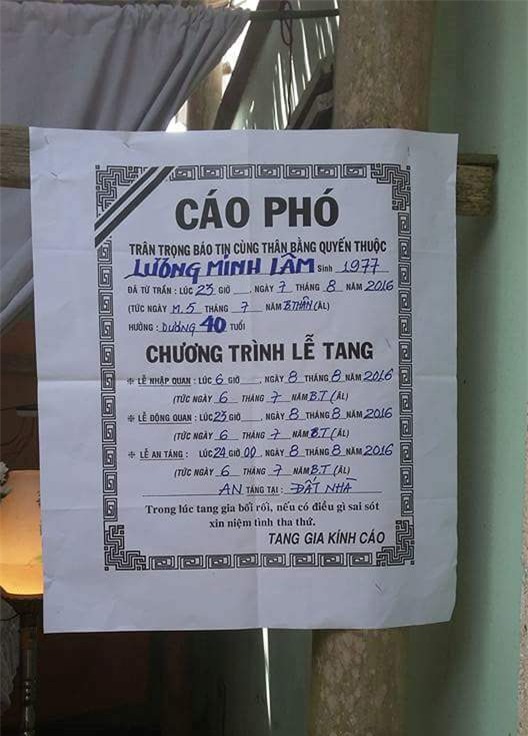 CÁO PHÓ
TRÂN TRỌNG BÁO TIN CÙNG THÂN BẰNG QUYẾN THUỘC
LƯƠNG MINH LÂM Sinh 1977
ĐÃ TỪ TRẦN : LÚC 23 GIỜ NGÀY 7 THÁNG 8 NĂM 2016
(TỨC NGÀY M.5 THÁNG 7 NĂM B.THÂN (ÂL)
HƯỞNG : DƯƠNG 40 TUỔI
CHƯƠNG TRÌNH LỄ TANG
❉ LỄ NHẬP QUAN : LÚC 6 GIỜ , NGÀY 8 THÁNG 8 NĂM 2016
(TỨC NGÀY 6 THÁNG 7 NĂM B.T (ÂL)
❉ LỄ ĐỘNG QUAN : LÚC 23 GIỜ , NGÀY 8 THÁNG 8 NĂM 2016
(TỨC NGÀY 6 THÁNG 7 NĂM B.T (ÂL)
❉ LỄ AN TÁNG : LÚC 24 GIỜ 00, NGÀY 8 THÁNG 8 NĂM 2016
(TỨC NGÀY 6 THÁNG 7 NĂM B.T (ÂL)
AN TÁNG TẠI : ĐẤT NHÀ
Trong lúc tang gia bối rối, nếu có điều gì sai sót
xin niệm tình tha thứ.
TANG GIA KÍNH CÁO